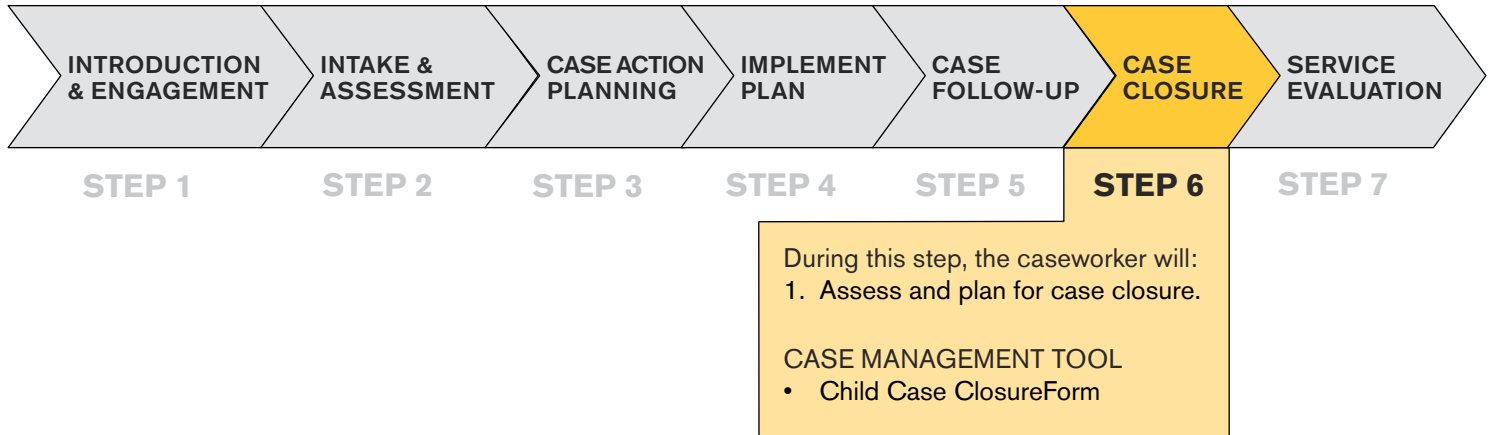 INTRODUCTION
& ENGAGEMENT
INTAKE &
ASSESSMENT
CASE ACTION
PLANNING
IMPLEMENT
PLAN
CASE
FOLLOW-UP
CASE
CLOSURE
SERVICE
EVALUATION
STEP 1
STEP 2
STEP 3
STEP 4
STEP 5
STEP 6
STEP 7
During this step, the caseworker will:
1. Assess and plan for case closure.
CASE MANAGEMENT TOOL
• Child Case ClosureForm